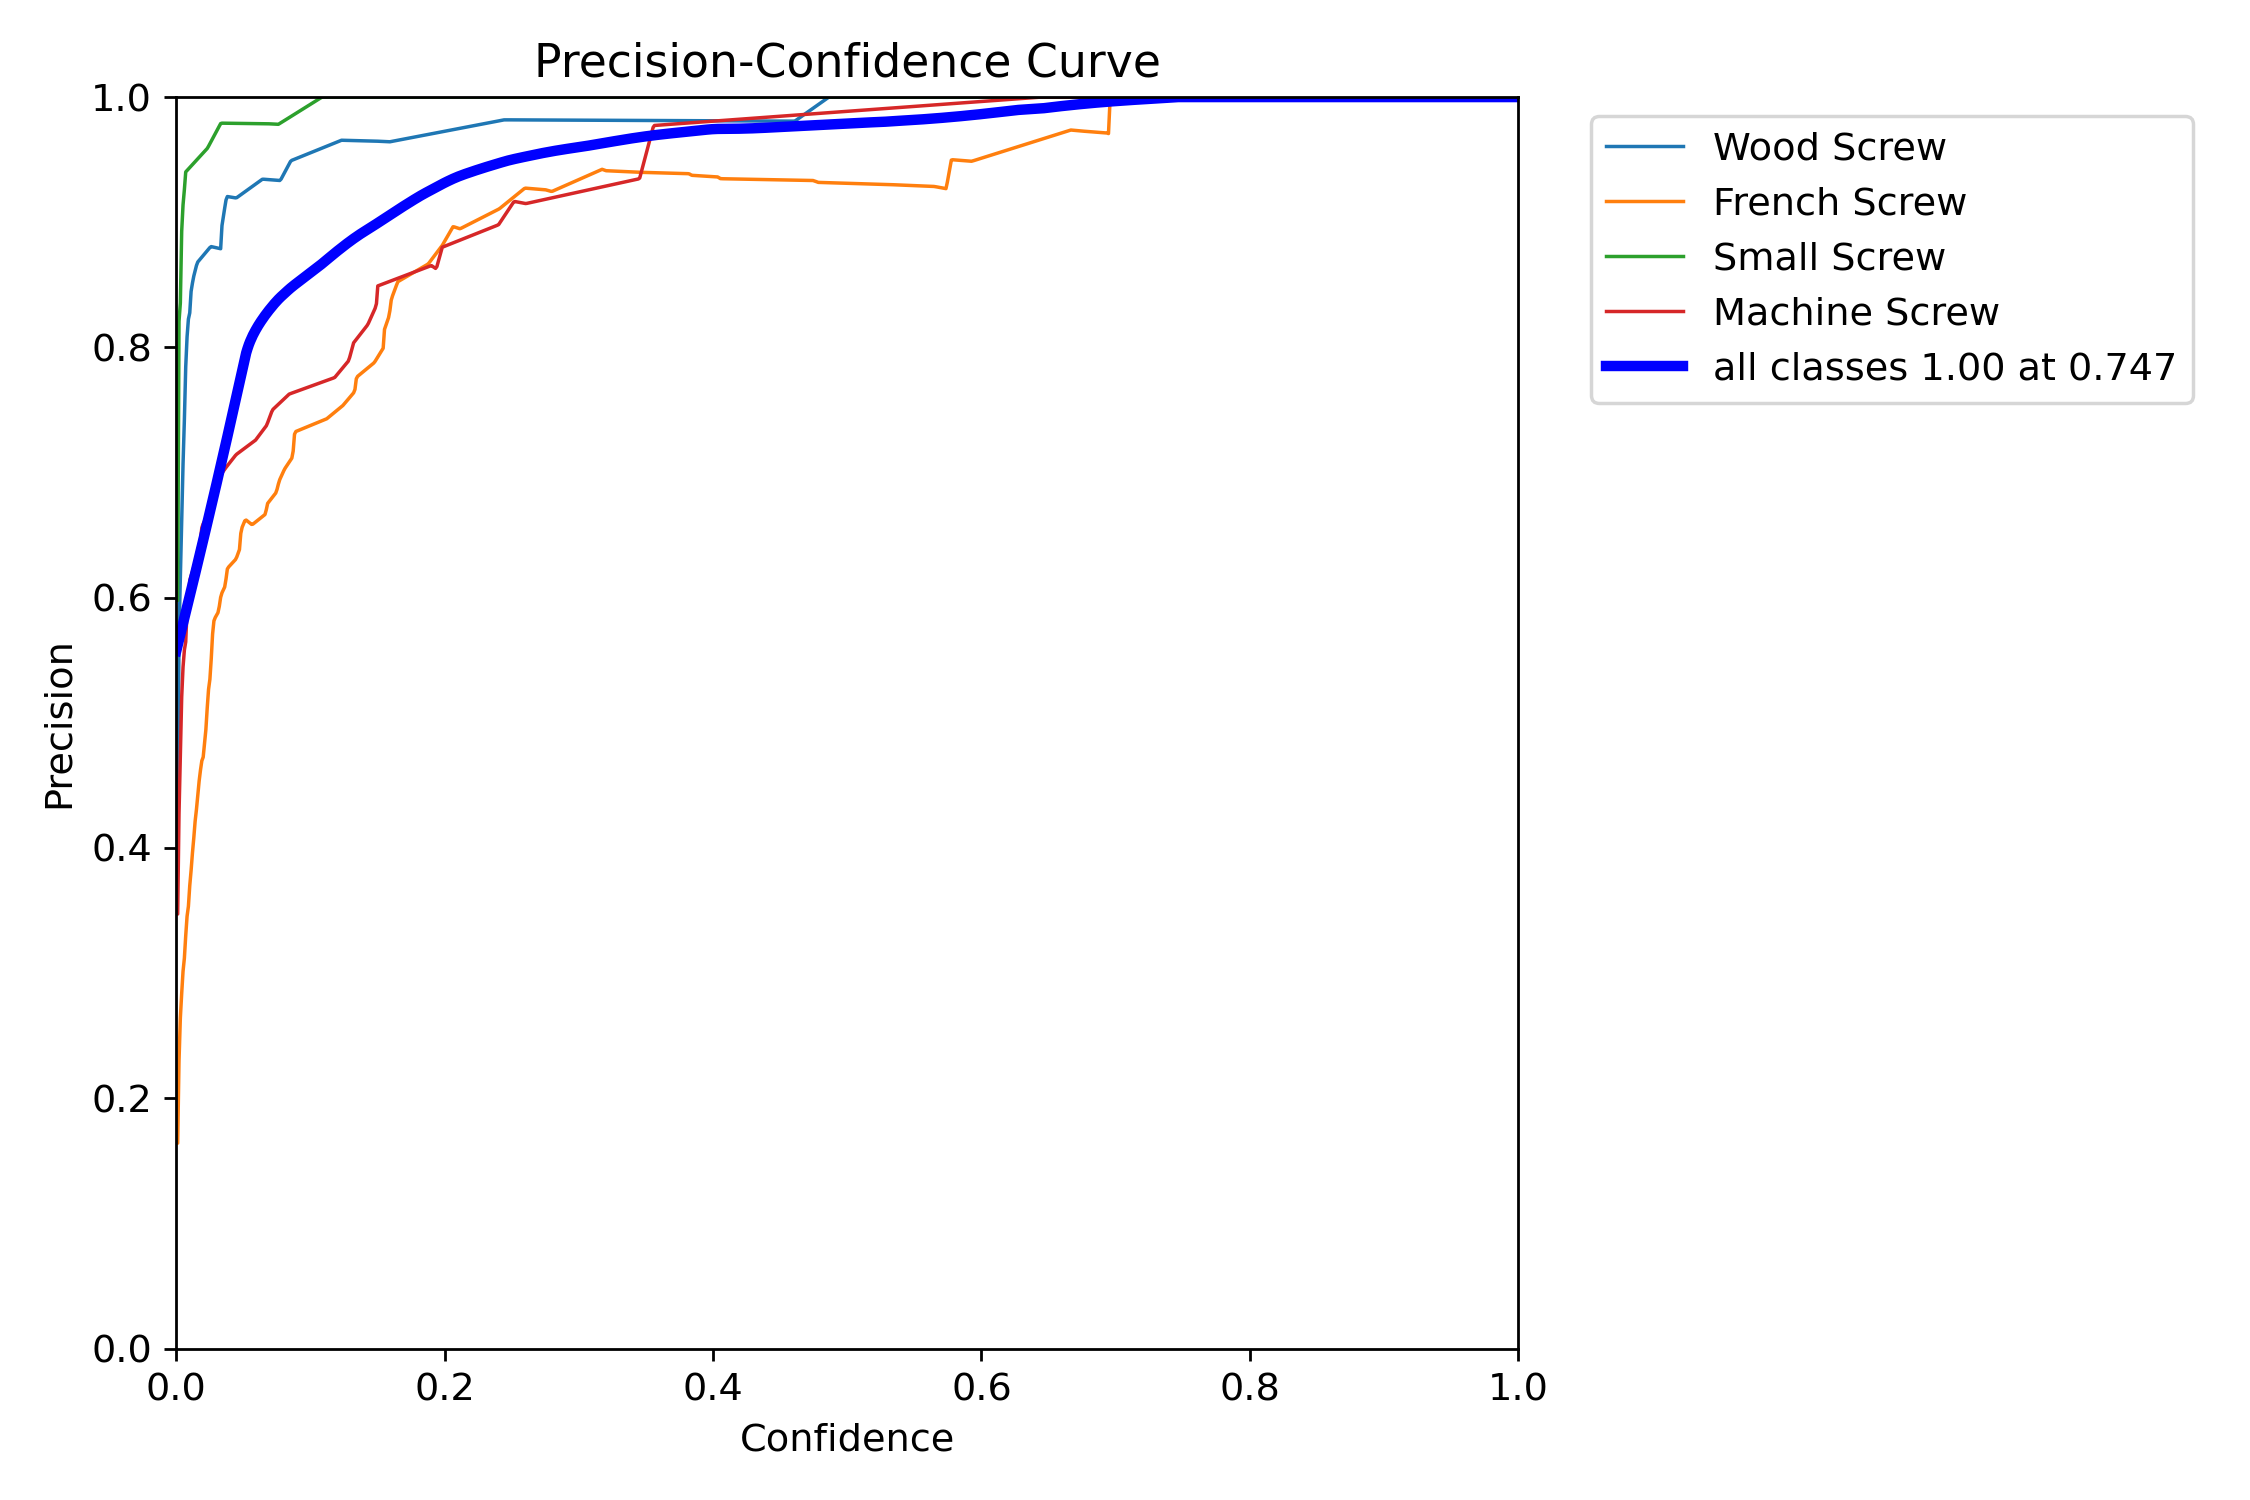 Precision-Confidence Curve
1.0
0.8
0.6
0.4
0.2
0.0
Precision
0.0 0.2 0.4 0.6 0.8 1.0
Confidence
Wood Screw
French Screw
Small Screw
Machine Screw
all classes 1.00 at 0.747